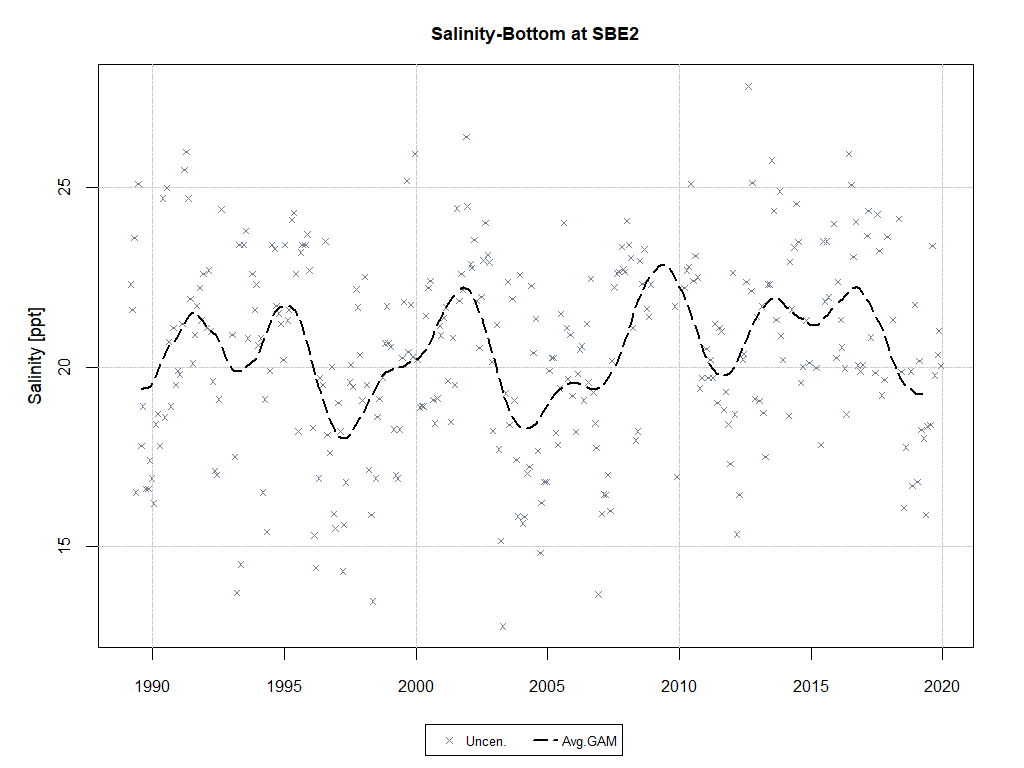 Salinity-Bottom at SBE2
Salinity [ppt]
25
20
15
1990 1995 2000 2005 2010 2015 2020
Uncen. Avg.GAM